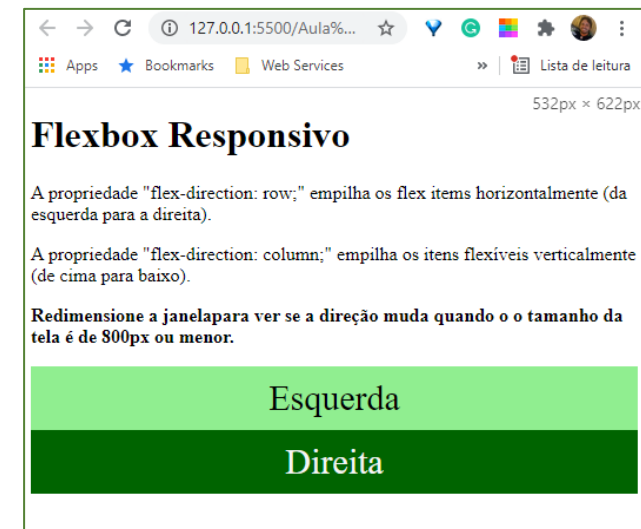 127.0.0.1:5500/Aula%...
Apps Bookmarks Web Services » Lista de leitura
532px × 622px
Flexbox Responsivo
A propriedade "flex-direction: row;" empilha os flex items horizontalmente (da
esquerda para a direita).
A propriedade "flex-direction: column;" empilha os itens flexíveis verticalmente
(de cima para baixo).
Redimensione a janelapara ver se a direção muda quando o o tamanho da
tela é de 800px ou menor.
Esquerda
Direita